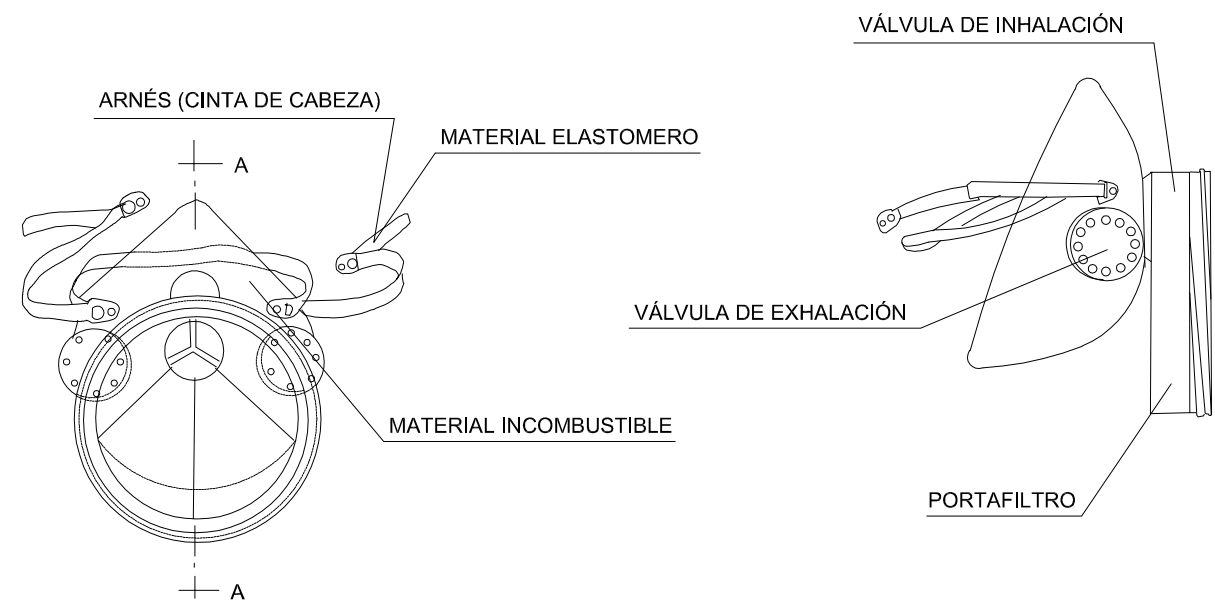 VÁLVULA DE INHALACIÓN
ARNÉS (CINTA DE CABEZA)
MATERIAL ELASTOMERO
A
VÁLVULA DE EXHALACIÓN
MATERIAL INCOMBUSTIBLE
PORTAFILTRO
A